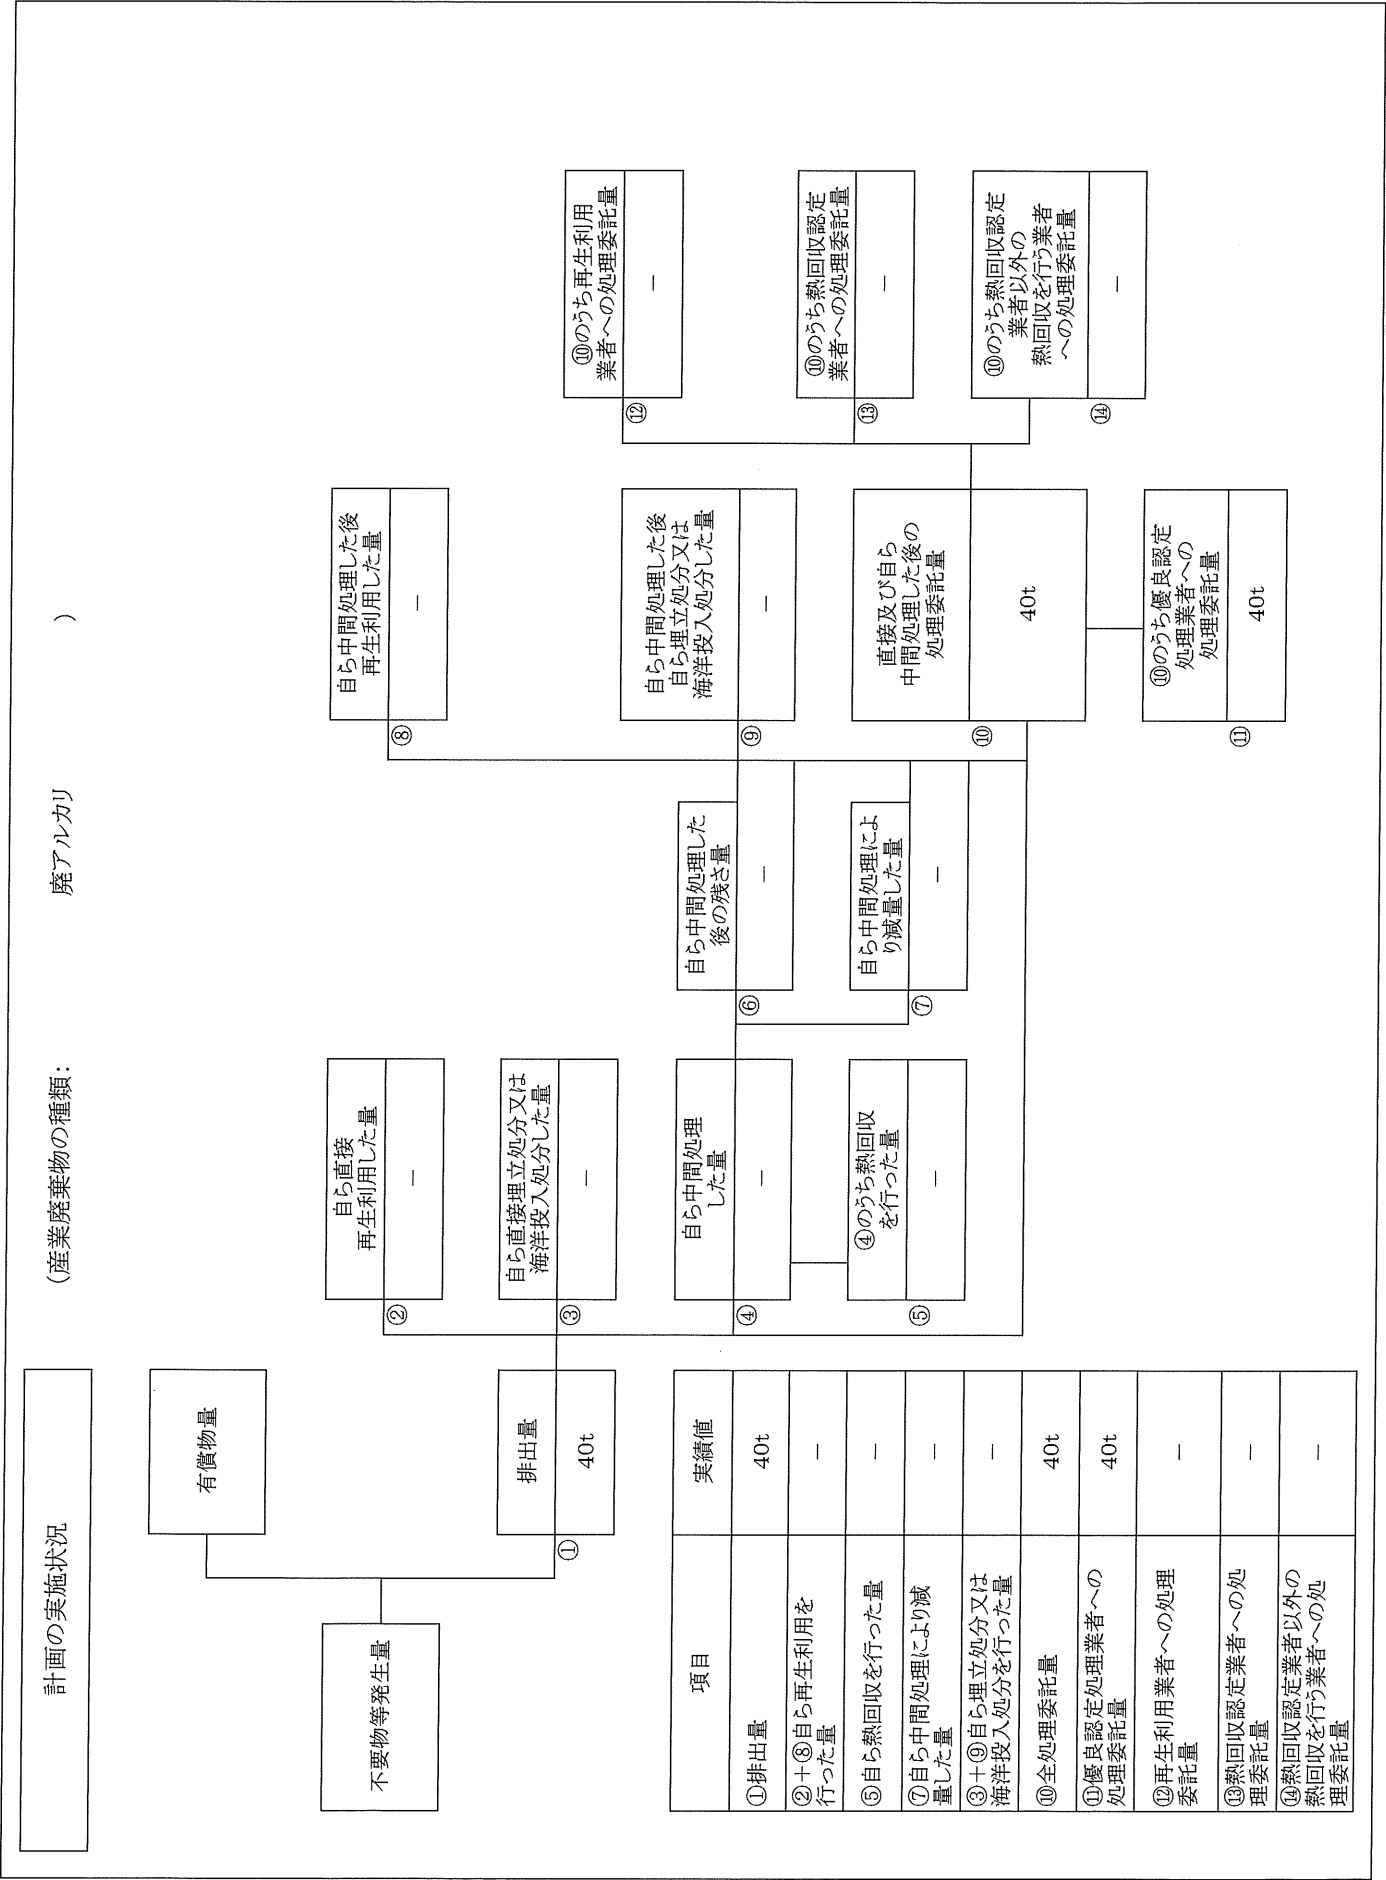 計画の実施状況
(産業廃棄物の種類: 廃アルカリ )
有償物量
不要物等発生量
排出量
①
40t
自ら直接
再生利用した量
②
－
自ら直接埋立処分又は
海洋投入処分した量
③
－
自ら中間処理
した量
④
－
④のうち熱回収
を行った量
⑤
－
自ら中間処理した
後の残さ量
⑥
－
自ら中間処理によ
り減量した量
⑦
－
自ら中間処理した後
再生利用した量
⑧
－
自ら中間処理した後
自ら埋立処分又は
海洋投入処分した量
⑨
－
直接及び自ら
中間処理した後の
処理委託量
⑩
40t
⑩のうち優良認定
処理業者への
処理委託量
⑪
40t
⑩のうち再生利用
業者への処理委託量
⑫
－
⑩のうち熱回収認定
業者への処理委託量
⑬
－
⑩のうち熱回収認定
業者以外の
熱回収を行う業者
への処理委託量
⑭
－
項目 実績値
①排出量 40t
②＋⑧自ら再生利用を
行った量 －
⑤自ら熱回収を行った量 －
⑦自ら中間処理により減
量した量 －
③＋⑨自ら埋立処分又は
海洋投入処分を行った量 －
⑩全処理委託量 40t
⑪優良認定処理業者への
処理委託量 40t
⑫再生利用業者への処理
委託量 －
⑬熱回収認定業者への処
理委託量 －
⑭熱回収認定業者以外の
熱回収を行う業者への処
理委託量 －